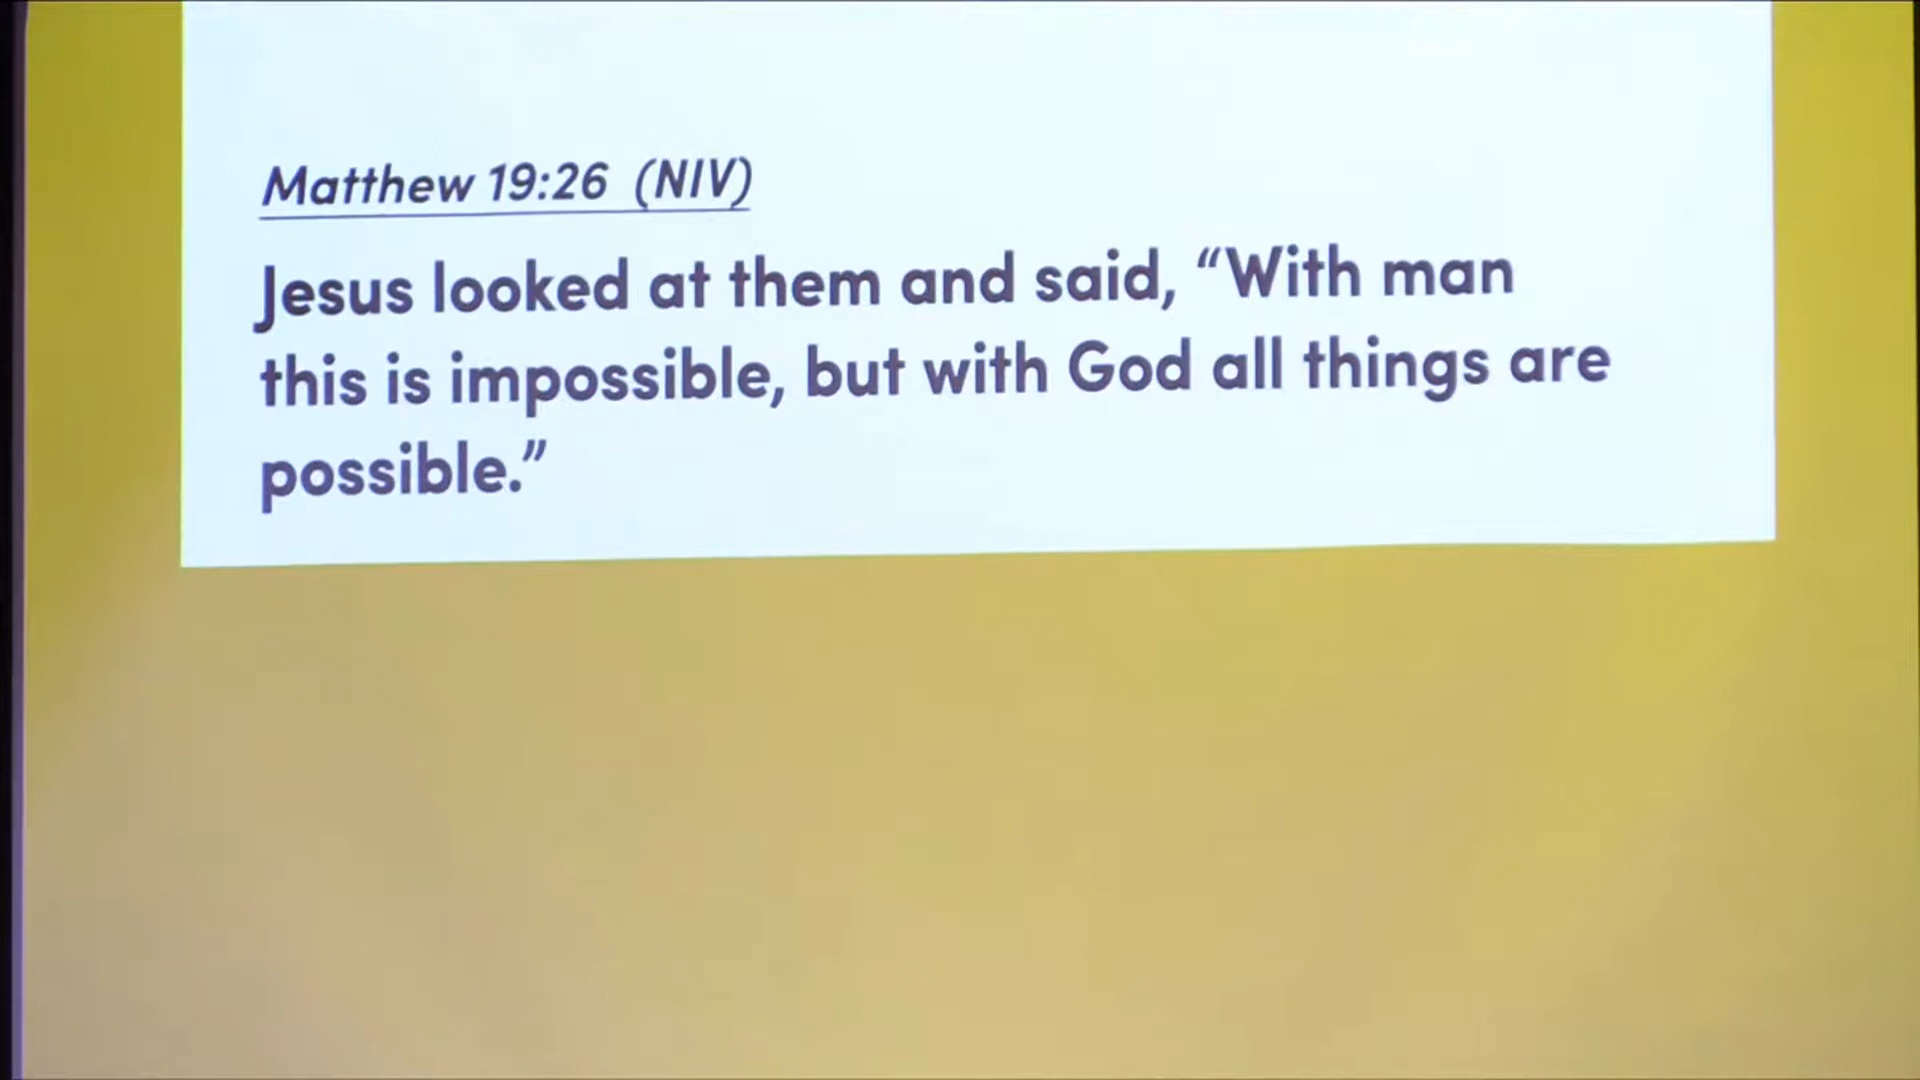 Matthew 19:26 (NIV)
Jesus looked at them and said, “With man
this is impossible, but with God all things are
possible.”